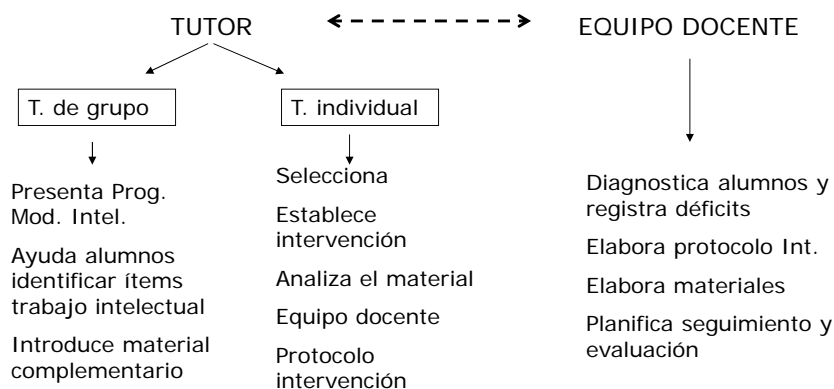 TUTOR
EQUIPO DOCENTE
T. de grupo
T. individual
Presenta Prog.
Mod. Intel.
Ayuda alumnos
identificar ítems
trabajo intelectual
Introduce material
complementario
Selecciona
Establece
intervención
Analiza el material
Equipo docente
Protocolo
intervención
Diagnostica alumnos y
registra déficits
Elabora protocolo Int.
Elabora materiales
Planifica seguimiento y
evaluación